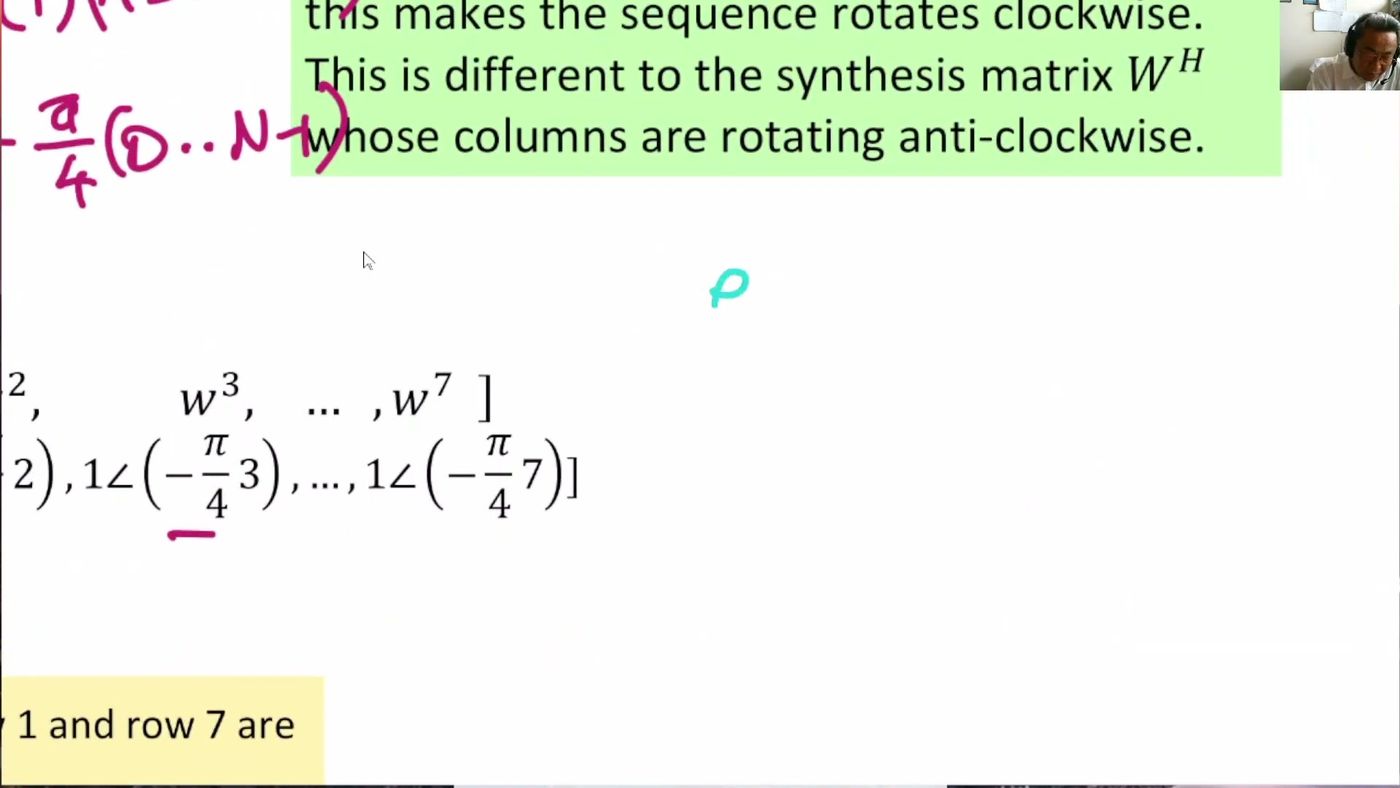 this makes the sequence rotates clockwise.
This is different to the synthesis matrix W^H
whose columns are rotating anti-clockwise.
- π/4 (0..N-1)
2,   w^3,   ... , w^7 ]
2), 1∠(−π/4 3), ..., 1∠(−π/4 7)]
1 and row 7 are